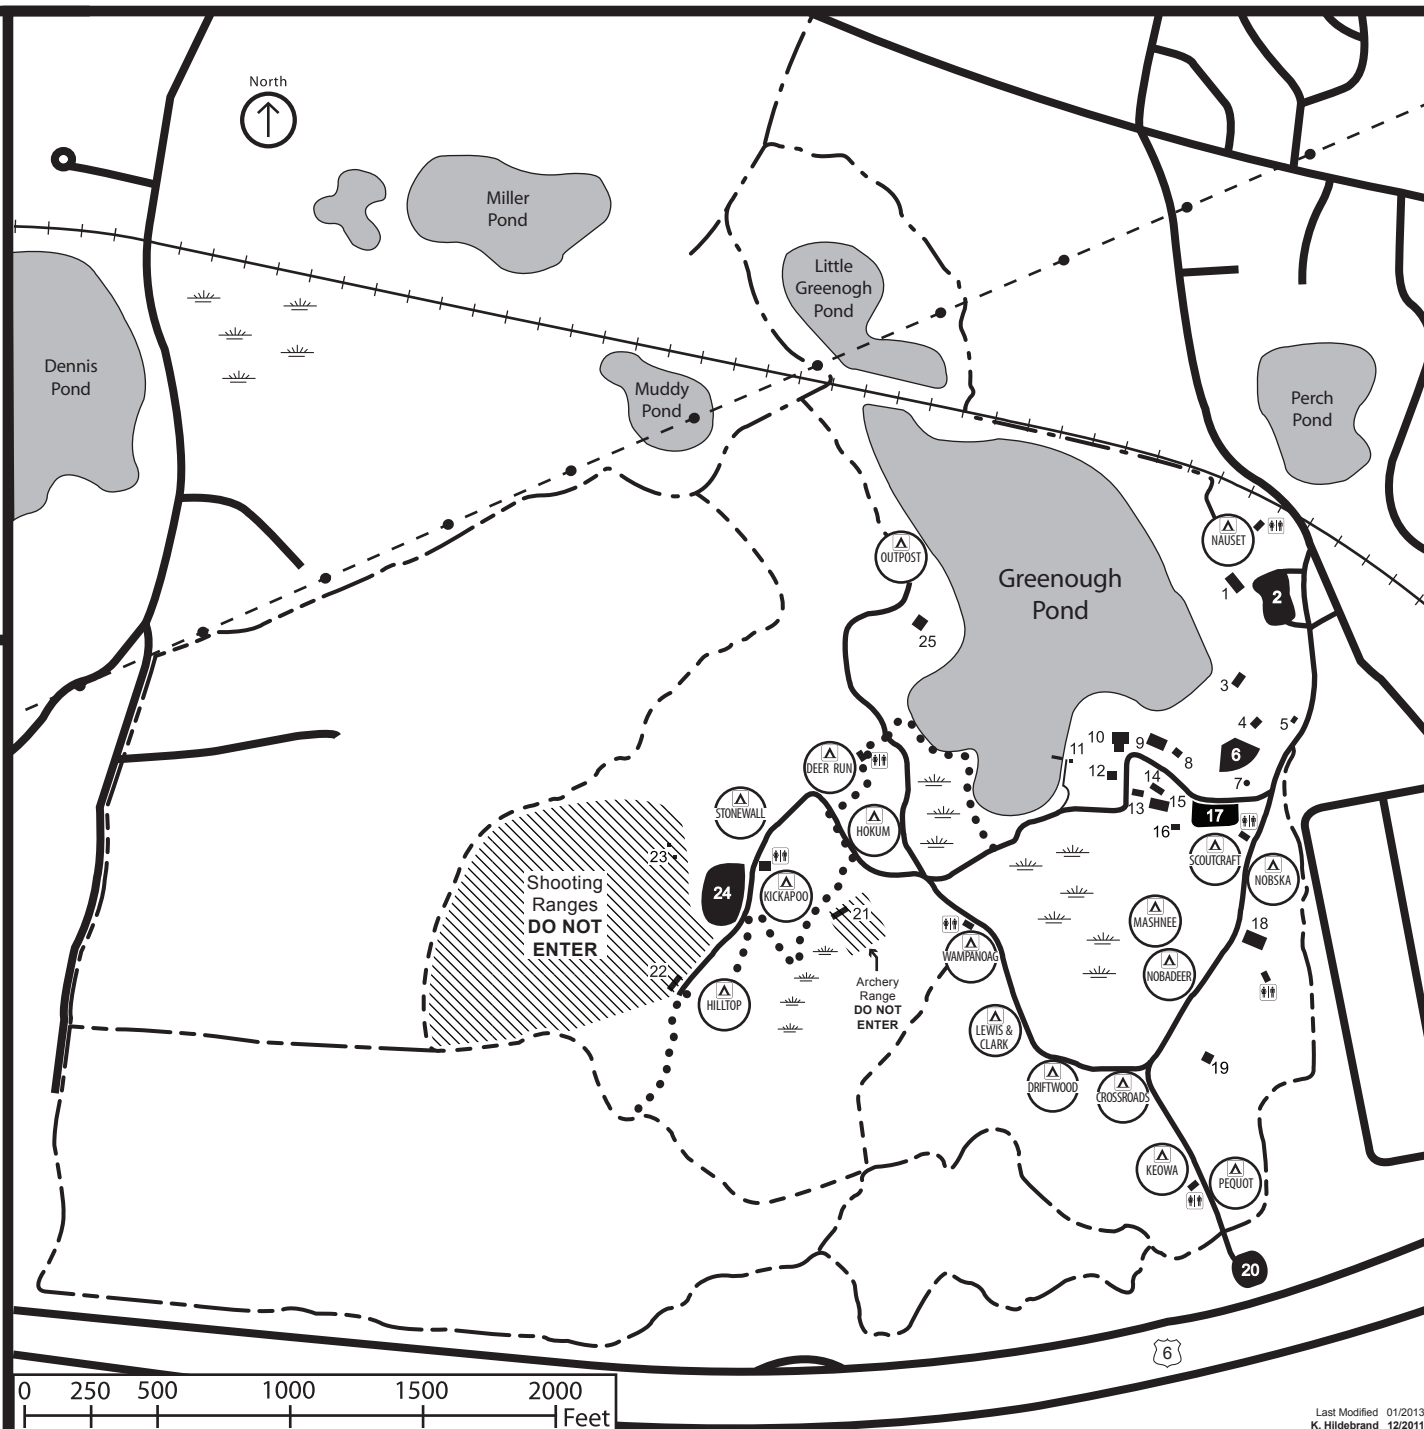 North
Miller
Pond
Little
Greenogh
Pond
Dennis
Pond
Muddy
Pond
Perch
Pond
NAUSET
OUTPOST
Greenough
Pond
1
2
25
3
4
5
10
9
11
6
8
12
7
14
13
15
16
17
DEER RUN
STONEWALL
HOKUM
SCOUTCRAFT
NOBSKA
23
24
KICKAPOO
Shooting
Ranges
DO NOT
ENTER
21
MASHNEE
18
WAMPANOAG
22
NOBADEER
HILLTOP
Archery
Range
DO NOT
ENTER
LEWIS &
CLARK
19
DRIFTWOOD
CROSSROADS
KEOWA
PEQUOT
20
6
0 250 500 1000 1500 2000
Feet
Last Modified 01/2013
K. Hildebrand 12/2011